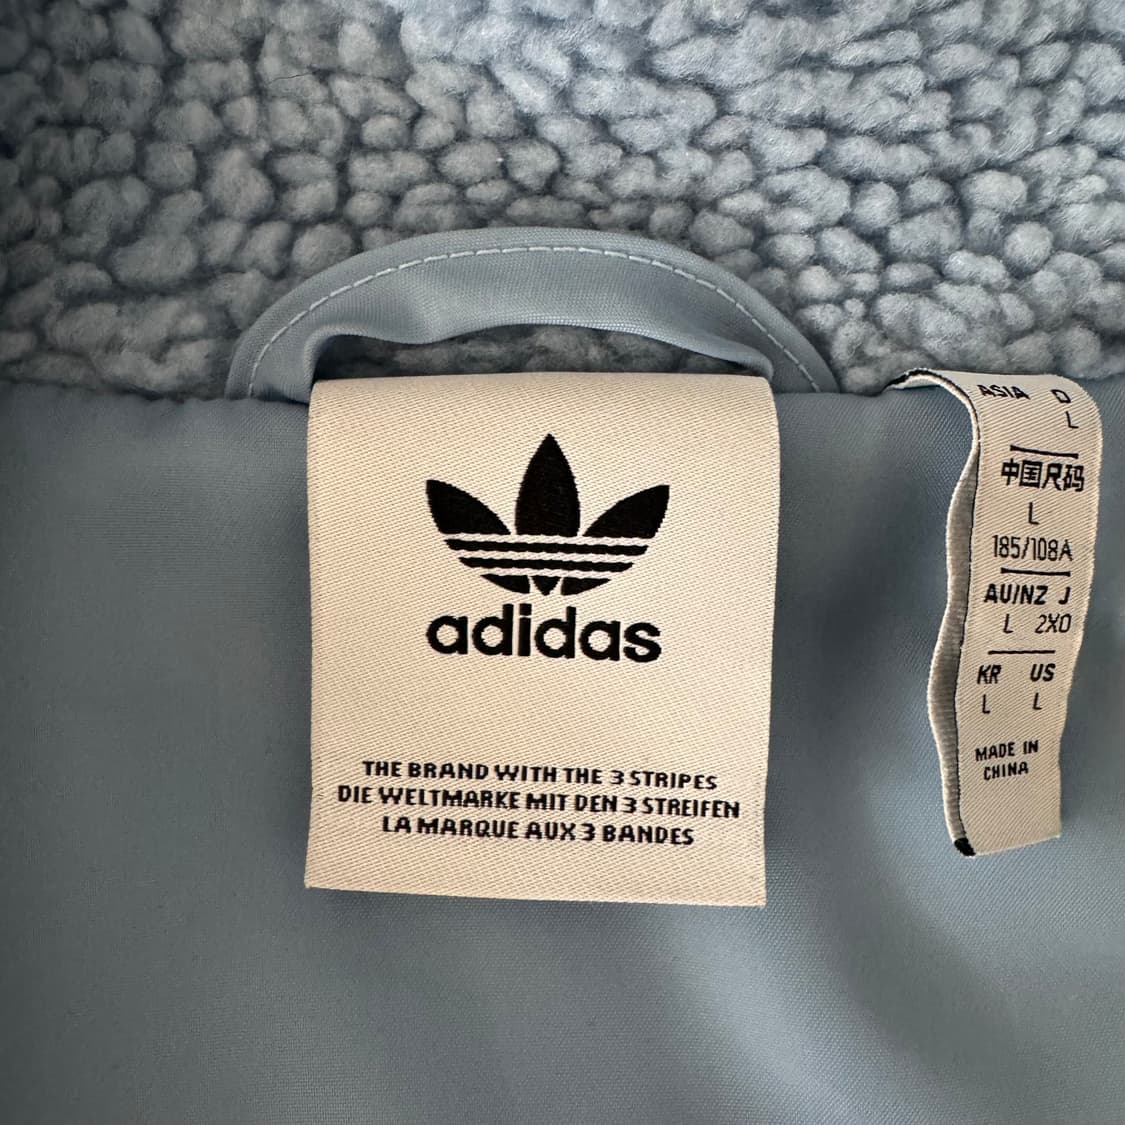 adidas
THE BRAND WITH THE 3 STRIPES
DIE WELTMARKE MIT DEN 3 STREIFEN
LA MARQUE AUX 3 BANDES
ASIA D
L
中国尺码
L
185/108A
AU/NZ J
L 2XO
KR US
L L
MADE IN
CHINA